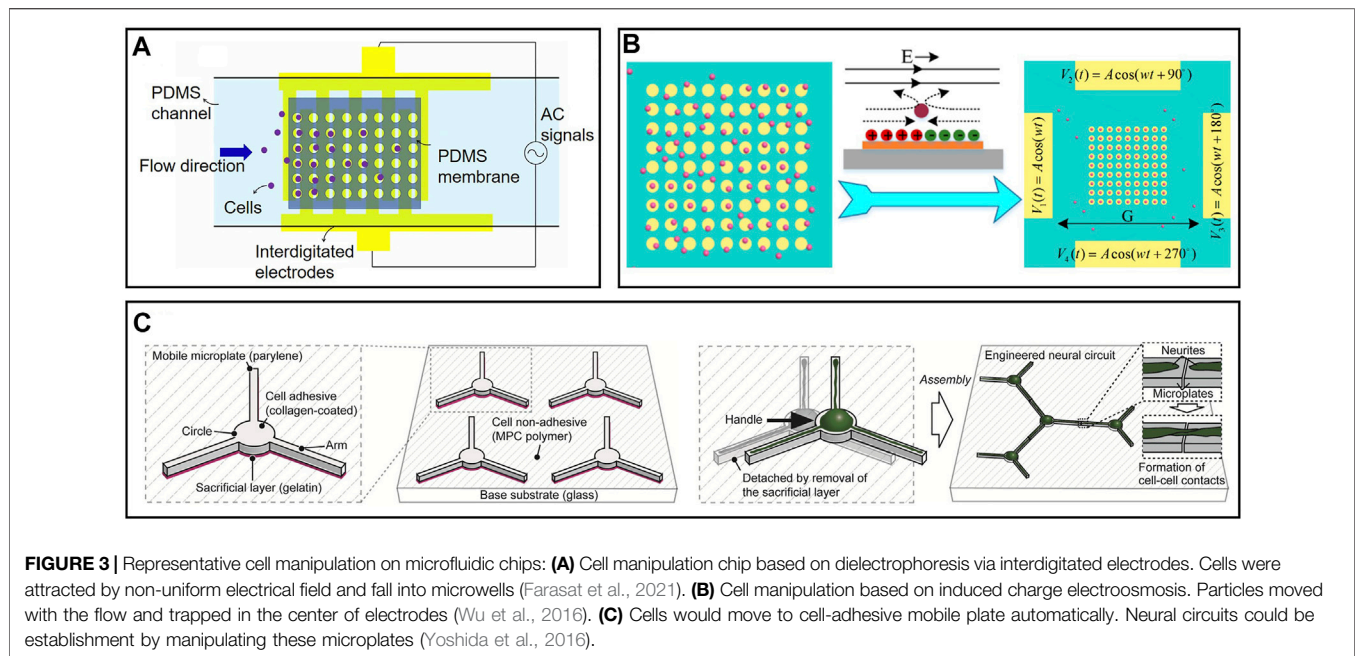 A
PDMS
channel
Flow direction
Cells
Interdigitated
electrodes
AC
signals
PDMS
membrane
B
E
V₂(t) = A cos(wt + 90°)
V₁(t) = A cos(wt)
G
V₃(t) = A cos(wt + 180°)
V₄(t) = A cos(wt + 270°)
C
Mobile microplate (parylene)
Cell adhesive
(collagen-coated)
Circle
Arm
Sacrificial layer (gelatin)
Cell non-adhesive
(MPC polymer)
Base substrate (glass)
Handle
Detached by removal of
the sacrificial layer
Assembly
Engineered neural circuit
Neurites
Microplates
Formation of
cell-cell contacts
FIGURE 3 | Representative cell manipulation on microfluidic chips: (A) Cell manipulation chip based on dielectrophoresis via interdigitated electrodes. Cells were
attracted by non-uniform electrical field and fall into microwells (Farasat et al., 2021). (B) Cell manipulation based on induced charge electroosmosis. Particles moved
with the flow and trapped in the center of electrodes (Wu et al., 2016). (C) Cells would move to cell-adhesive mobile plate automatically. Neural circuits could be
establishment by manipulating these microplates (Yoshida et al., 2016).